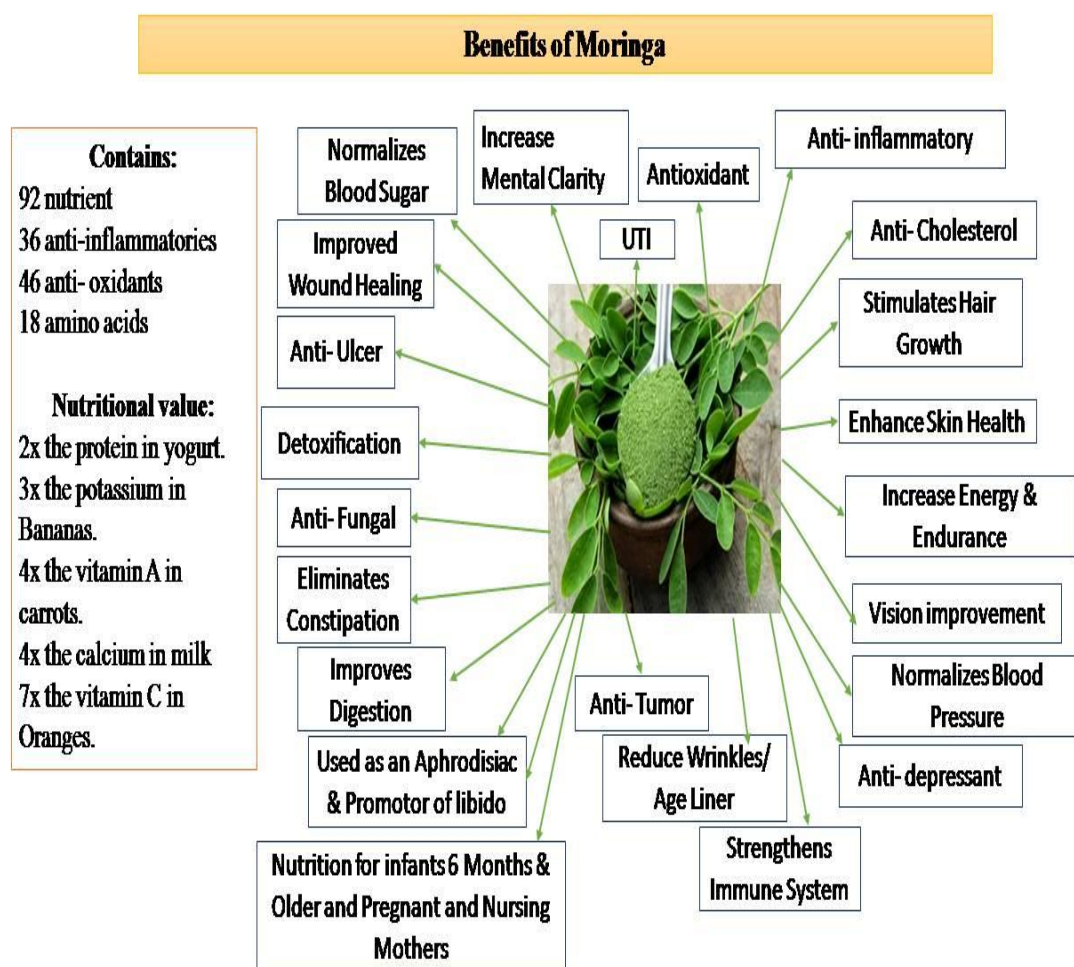 Benefits of Moringa
Contains:
92 nutrient
36 anti-inflammatories
46 anti- oxidants
18 amino acids
Nutritional value:
2x the protein in yogurt.
3x the potassium in
Bananas.
4x the vitamin A in
carrots.
4x the calcium in milk
7x the vitamin C in
Oranges.
Normalizes
Blood Sugar
Increase
Mental Clarity
Antioxidant
Anti- inflammatory
UTI
Improved
Wound Healing
Anti- Cholesterol
Anti- Ulcer
Stimulates Hair
Growth
Detoxification
Enhance Skin Health
Anti- Fungal
Increase Energy &
Endurance
Eliminates
Constipation
Vision improvement
Improves
Digestion
Anti- Tumor
Normalizes Blood
Pressure
Used as an Aphrodisiac
& Promotor of libido
Reduce Wrinkles/
Age Liner
Anti- depressant
Nutrition for infants 6 Months &
Older and Pregnant and Nursing
Mothers
Strengthens
Immune System